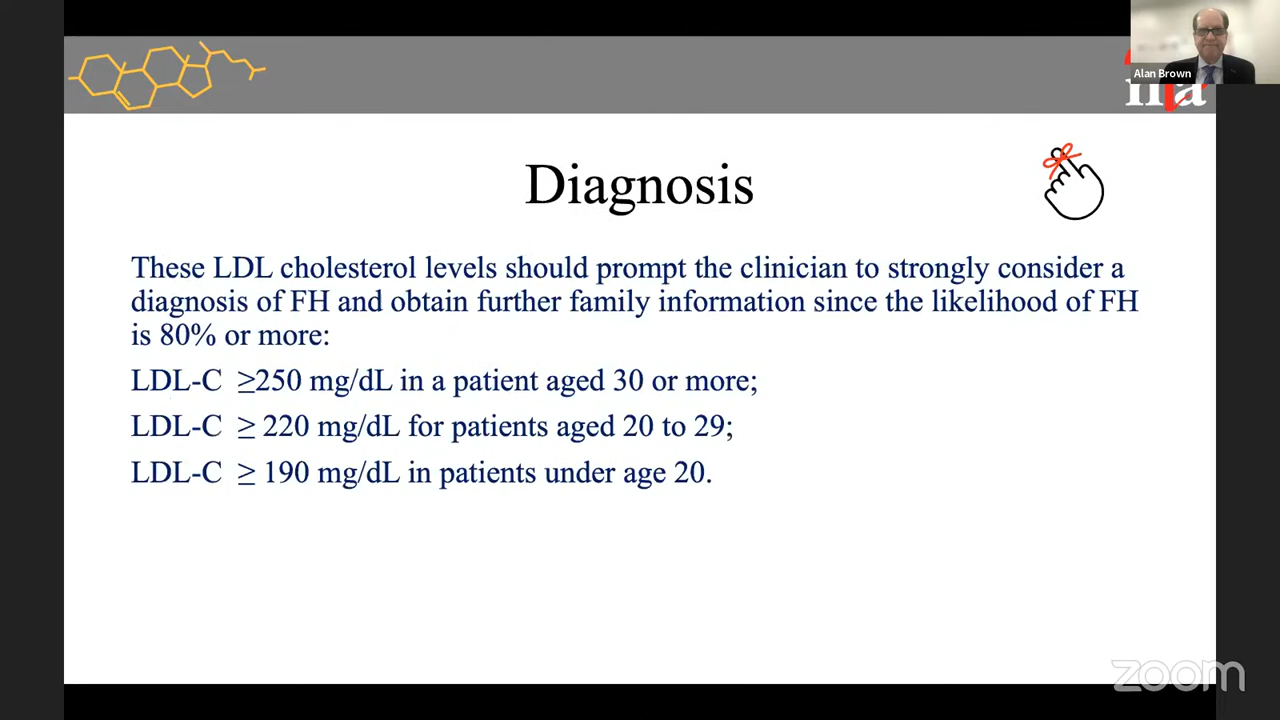 Alan Brown
Diagnosis
These LDL cholesterol levels should prompt the clinician to strongly consider a
diagnosis of FH and obtain further family information since the likelihood of FH
is 80% or more:
LDL-C ≥250 mg/dL in a patient aged 30 or more;
LDL-C ≥ 220 mg/dL for patients aged 20 to 29;
LDL-C ≥ 190 mg/dL in patients under age 20.
zoom